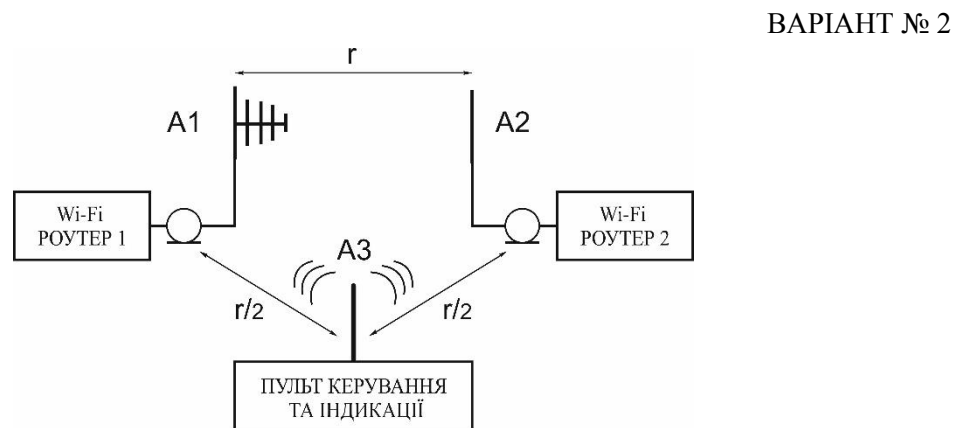 ВАРІАНТ № 2
r
A1
A2
Wi-Fi
РОУТЕР 1
Wi-Fi
РОУТЕР 2
A3
r/2
r/2
ПУЛЬТ КЕРУВАННЯ
ТА ІНДИКАЦІЇ